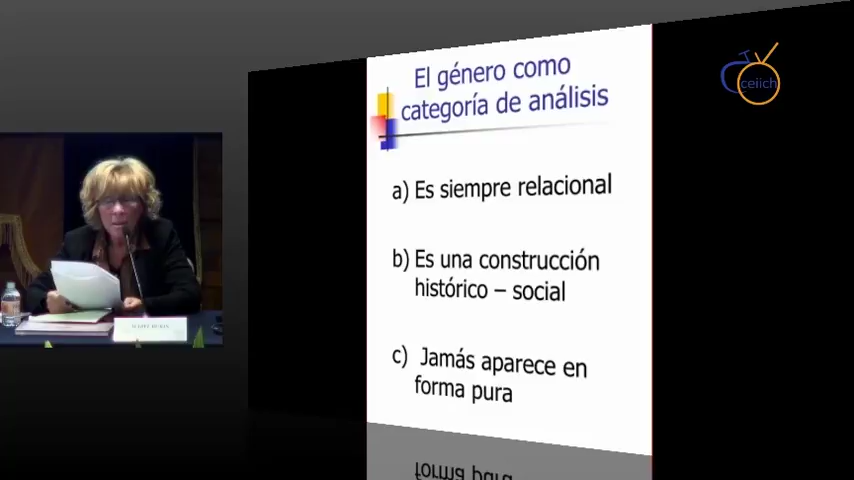 El género como
categoría de análisis
a) Es siempre relacional
b) Es una construcción
histórico – social
c) Jamás aparece en
forma pura
ceiich